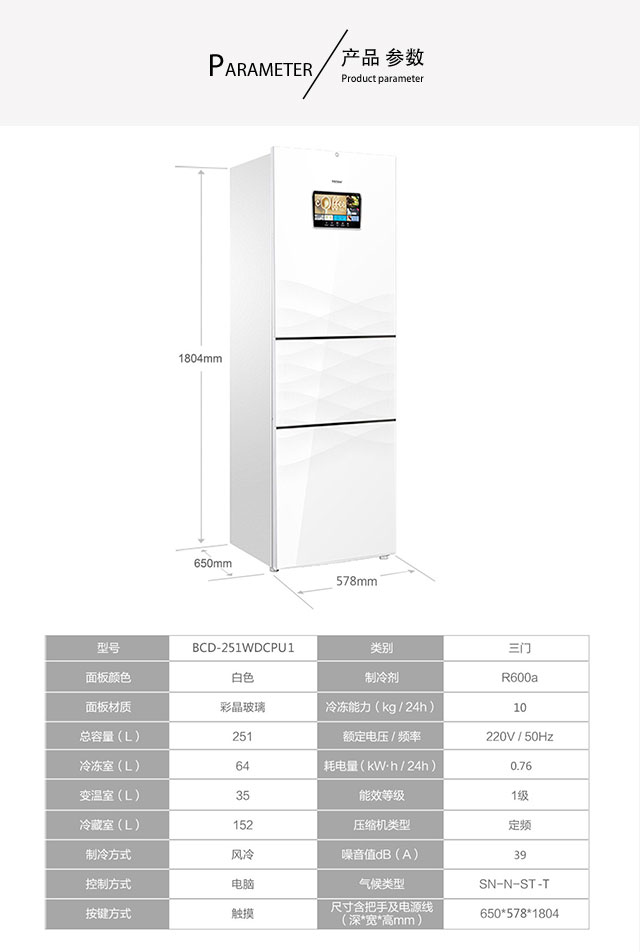 PARAMETER
产品 参数
Product parameter
1804mm
650mm
578mm
型号 BCD-251WDCPU1 类别 三门
面板颜色 白色 制冷剂 R600a
面板材质 彩晶玻璃 冷冻能力（kg / 24h） 10
总容量（L） 251 额定电压 / 频率 220V / 50Hz
冷冻室（L） 64 耗电量（kW·h / 24h） 0.76
变温室（L） 35 能效等级 1级
冷藏室（L） 152 压缩机类型 定频
制冷方式 风冷 噪音值dB（A） 39
控制方式 电脑 气候类型 SN-N-ST-T
按键方式 触摸 尺寸含把手及电源线
（深*宽*高mm） 650*578*1804